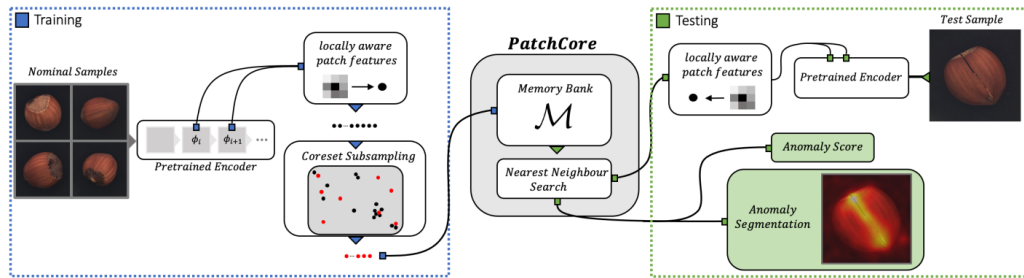 Training
Nominal Samples
ϕi
ϕi+1
Pretrained Encoder
locally aware
patch features
Coreset Subsampling
PatchCore
Memory Bank
M
Nearest Neighbour
Search
Testing
locally aware
patch features
Pretrained Encoder
Test Sample
Anomaly Score
Anomaly
Segmentation